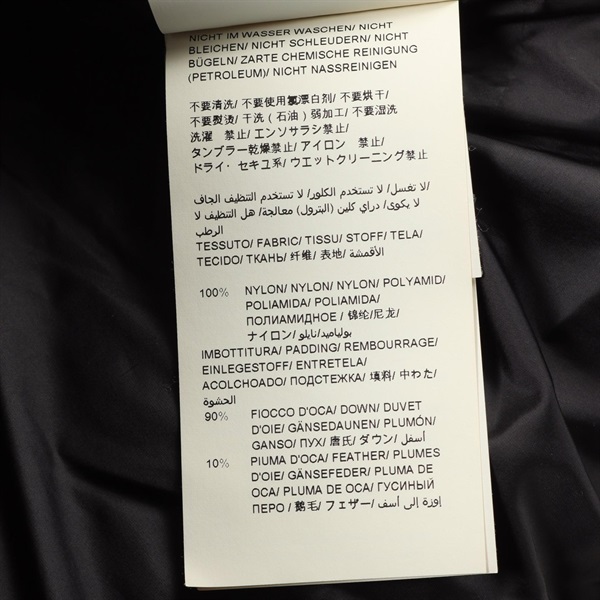 NICHT IM WASSER WASCHEN/ NICHT
BLEICHEN/ NICHT SCHLEUDERN/ NICHT
BÜGELN/ ZARTE CHEMISCHE REINIGUNG
(PETROLEUM)/ NICHT NASSREINIGEN
不要清洗/ 不要使用氯漂白剂/ 不要烘干/
不要熨烫/ 干洗 ( 石油 ) 弱加工/ 不要湿洗
洗濯 禁止/ エンソサラシ禁止/
タンブラー乾燥禁止/ アイロン 禁止/
ドライ・セキユ系/ ウエットクリーニング禁止
لا تغسل/ لا تستخدم الكلور/ لا تستخدم التنظيف الجاف/
لا يكوى/ دراي كلين (البترول) معالجة/ هل التنظيف لا
الرطب
TESSUTO/ FABRIC/ TISSU/ STOFF/ TELA/
TECIDO/ ТКАНЬ/ 纤维/ 表地/ الأقمشة/
100% NYLON/ NYLON/ NYLON/ POLYAMID/
POLIAMIDA/ POLIAMIDA/
ПОЛИАМИДНОЕ / 锦纶/尼龙/
ナイロン/ بولياميد/نايلو
IMBOTTITURA/ PADDING/ REMBOURRAGE/
EINLEGESTOFF/ ENTRETELA/
ACOLCHOADO/ ПОДСТЕЖКА/ 填料/ 中わた/
الحشوة
90% FIOCCO D'OCA/ DOWN/ DUVET
D'OIE/ GÄNSEDAUNEN/ PLUMÓN/
GANSO/ ПУХ/ 唐氏/ ダウン/ أسفل/
10% PIUMA D'OCA/ FEATHER/ PLUMES
D'OIE/ GÄNSEFEDER/ PLUMA DE
OCA/ PLUMA DE OCA/ ГУСИНЫЙ
ПЕРО / 鹅毛/ フェザー/ إوزة إلى أسف/